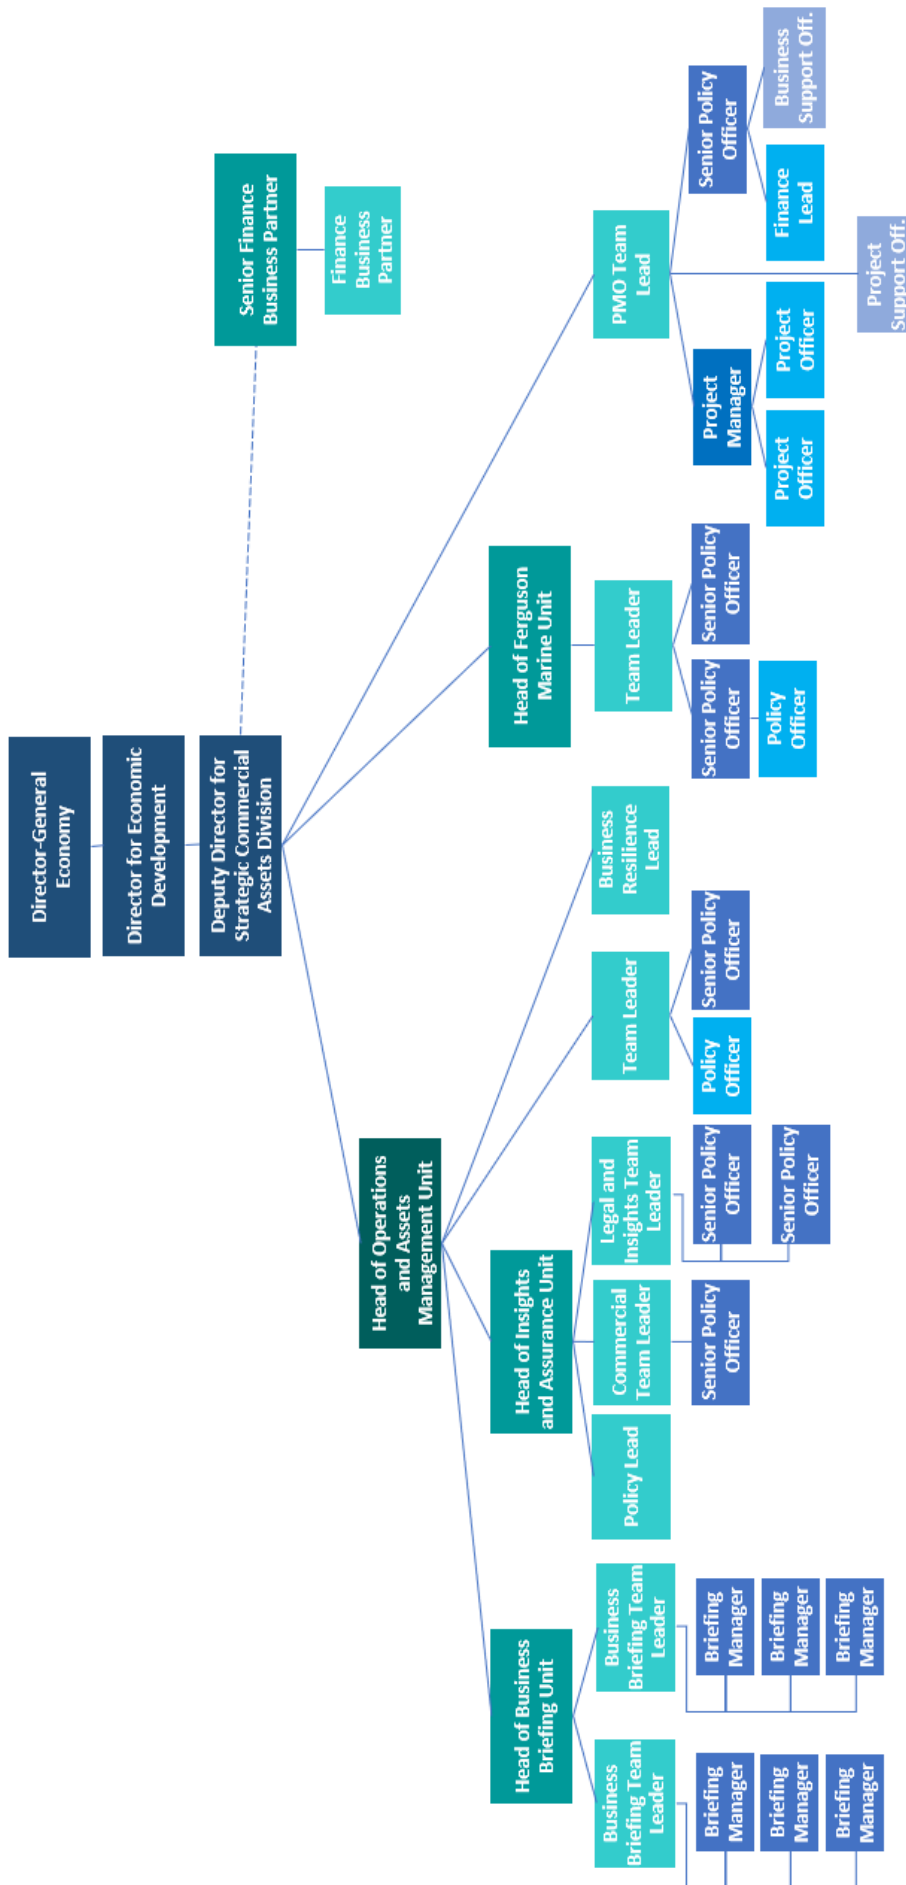 Director-General
Economy
Director for Economic
Development
Deputy Director for
Strategic Commercial
Assets Division
Senior Finance
Business Partner
Finance
Business
Partner
Head of Operations
and Assets
Management Unit
Head of Business
Briefing Unit
Head of Insights
and Assurance Unit
Head of Ferguson
Marine Unit
Business
Briefing Team
Leader
Business
Briefing Team
Leader
Policy Lead
Commercial
Team Leader
Legal and
Insights Team
Leader
Team Leader
Business
Resilience
Lead
Team Leader
PMO Team
Lead
Briefing
Manager
Briefing
Manager
Briefing
Manager
Briefing
Manager
Briefing
Manager
Briefing
Manager
Senior Policy
Officer
Senior Policy
Officer
Senior Policy
Officer
Policy
Officer
Senior Policy
Officer
Senior Policy
Officer
Policy
Officer
Senior Policy
Officer
Project
Manager
Project
Officer
Project
Officer
Project
Support Off.
Senior Policy
Officer
Finance
Lead
Business
Support Off.